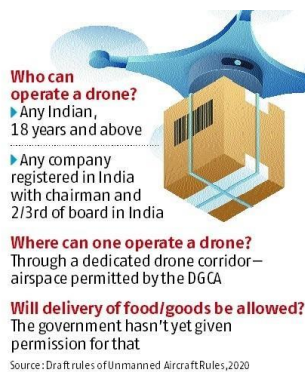 Who can
operate a drone?
Any Indian,
18 years and above
Any company
registered in India
with chairman and
2/3rd of board in India
Where can one operate a drone?
Through a dedicated drone corridor—
airspace permitted by the DGCA
Will delivery of food/goods be allowed?
The government hasn't yet given
permission for that
Source: Draft rules of Unmanned Aircraft Rules, 2020